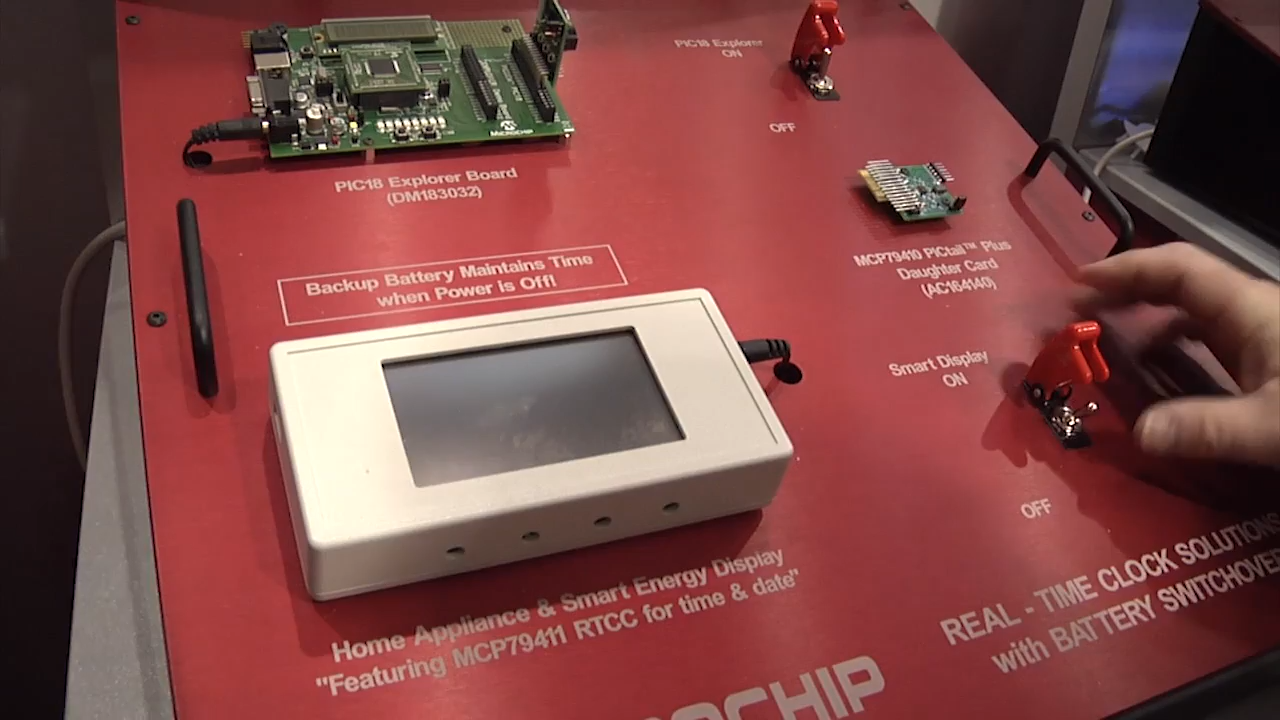 PIC18 Explorer
ON
OFF
MICROCHIP
PIC18 Explorer Board
(DM183032)
MCP79410 PICtail™ Plus
Daughter Card
(AC164140)
Backup Battery Maintains Time
when Power is Off!
Smart Display
ON
OFF
Home Appliance & Smart Energy Display
"Featuring MCP79411 RTCC for time & date"
REAL - TIME CLOCK SOLUTIONS
with BATTERY SWITCHOVER
OCHIP